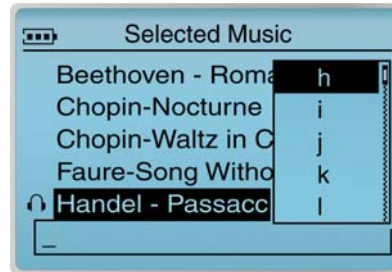 Selected Music
Beethoven - Roma
h
Chopin-Nocturne
i
Chopin-Waltz in C
j
Faure-Song Witho
k
Handel - Passacc
l
_